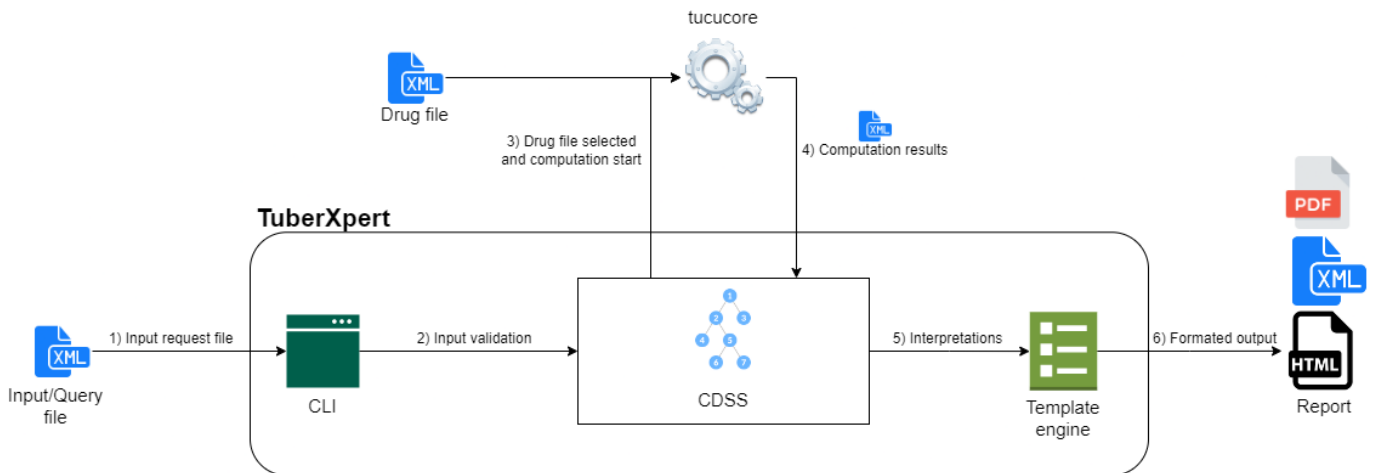 tucucore
XML
Drug file
3) Drug file selected
and computation start
XML
4) Computation results
PDF
TuberXpert
XML
1
2
3
4
5
6
7
1) Input request file
2) Input validation
5) Interpretations
6) Formated output
XML
HTML
Input/Query
file
CLI
CDSS
Template
engine
Report